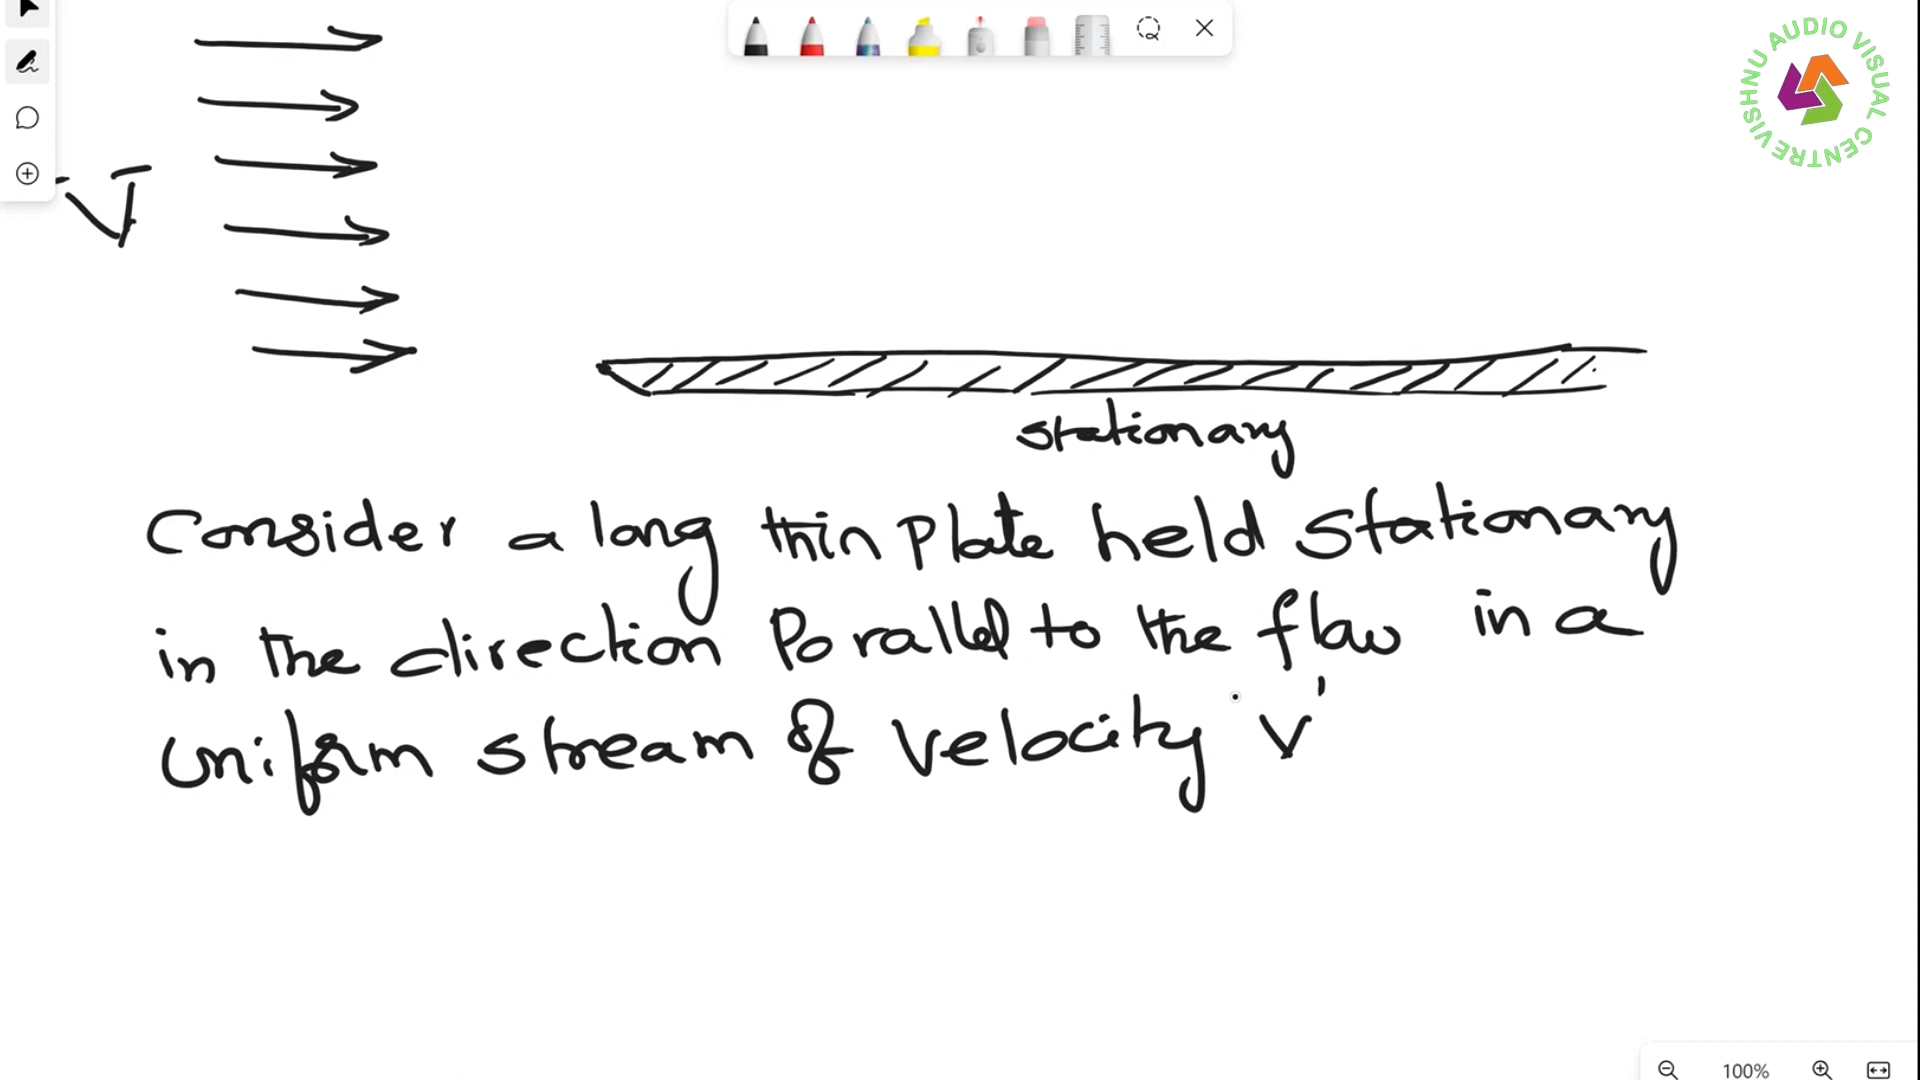 VISHNU AUDIO VISUAL CENTRE
V
stationary
Consider a long thin plate held stationary
in the direction Parallel to the flow in a
uniform stream of velocity 'v'
100%